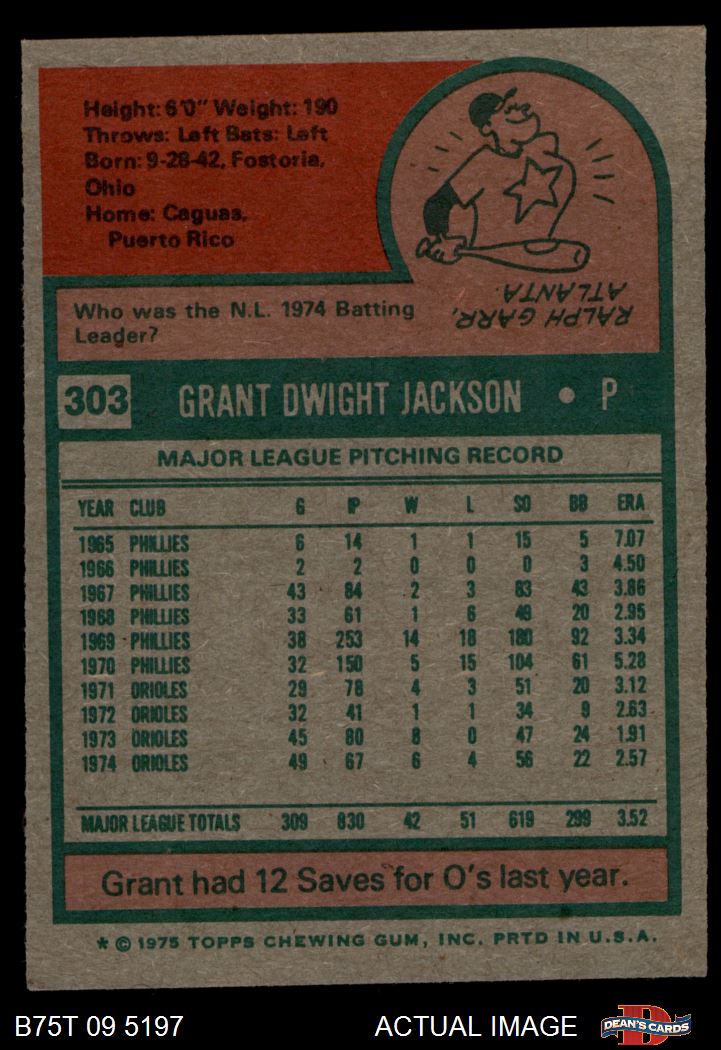 Height: 6'0" Weight: 190
Throws: Left Bats: Left
Born: 9-28-42, Fostoria,
Ohio
Home: Caguas,
Puerto Rico
Who was the N.L. 1974 Batting
Leader?
RALPH GARR,
ATLANTA.
303 GRANT DWIGHT JACKSON • P
MAJOR LEAGUE PITCHING RECORD
YEAR CLUB G IP W L SO BB ERA
1965 PHILLIES 6 14 1 1 15 5 7.07
1966 PHILLIES 2 2 0 0 0 3 4.50
1967 PHILLIES 43 84 2 3 83 43 3.86
1968 PHILLIES 33 61 1 6 49 20 2.95
1969 PHILLIES 38 253 14 18 180 92 3.34
1970 PHILLIES 32 150 5 15 104 61 5.28
1971 ORIOLES 29 78 4 3 51 20 3.12
1972 ORIOLES 32 41 1 1 34 9 2.63
1973 ORIOLES 45 80 8 0 47 24 1.91
1974 ORIOLES 49 67 6 4 56 22 2.57
MAJOR LEAGUE TOTALS 309 830 42 51 619 299 3.52
Grant had 12 Saves for O's last year.
* © 1975 TOPPS CHEWING GUM, INC. PRTD IN U.S.A.
B75T 09 5197 ACTUAL IMAGE D DEAN'S CARDS